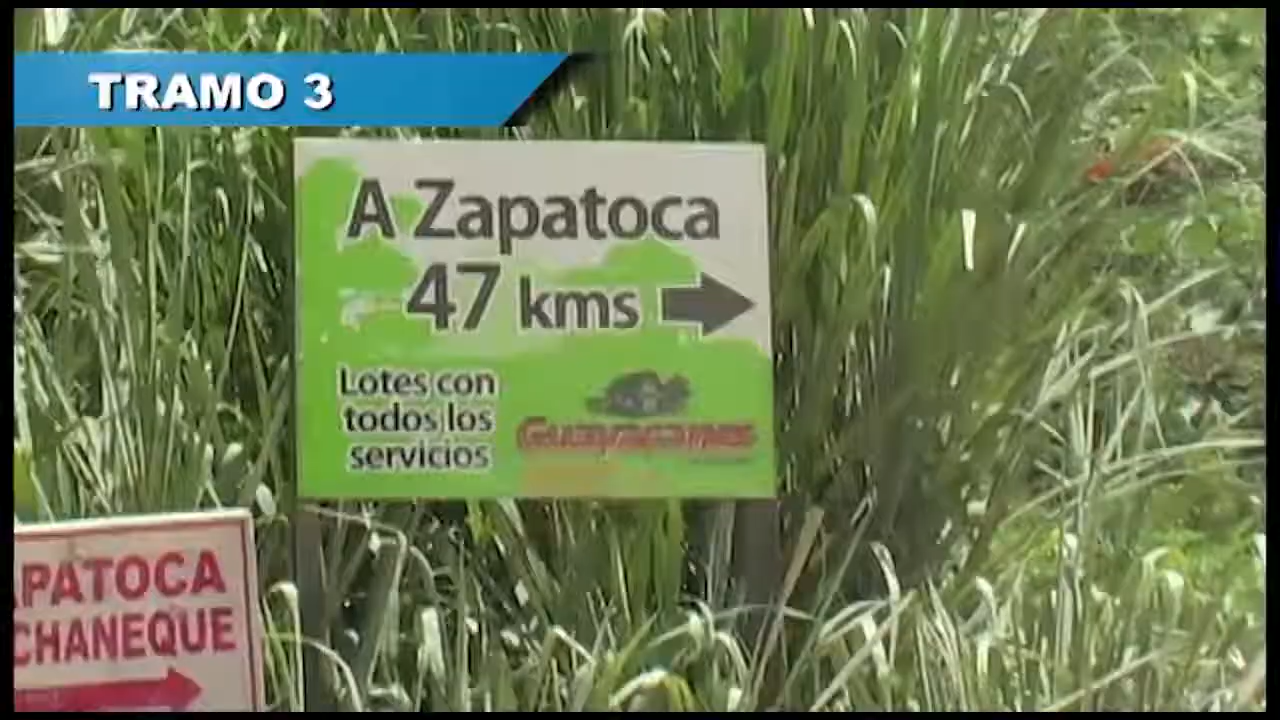 TRAMO 3
A Zapatoca
47 kms
Lotes con
todos los
servicios
APATOCA
CHANEQUE